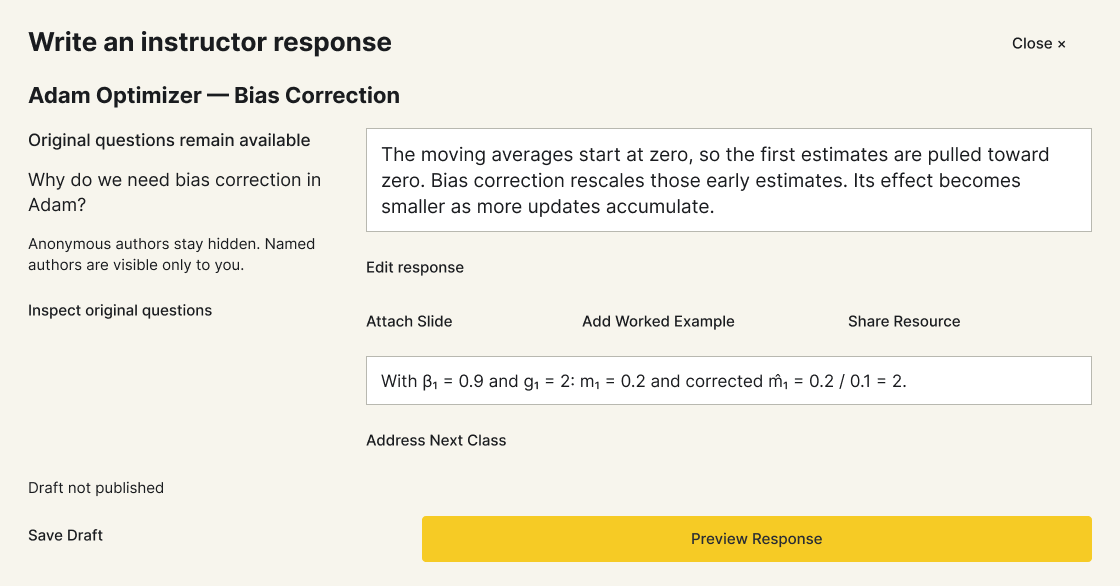 Write an instructor response
Close ×
Adam Optimizer — Bias Correction
Original questions remain available
Why do we need bias correction in
Adam?
Anonymous authors stay hidden. Named
authors are visible only to you.
Inspect original questions
The moving averages start at zero, so the first estimates are pulled toward
zero. Bias correction rescales those early estimates. Its effect becomes
smaller as more updates accumulate.
Edit response
Attach Slide
Add Worked Example
Share Resource
With β₁ = 0.9 and g₁ = 2: m₁ = 0.2 and corrected m̂₁ = 0.2 / 0.1 = 2.
Address Next Class
Draft not published
Save Draft
Preview Response